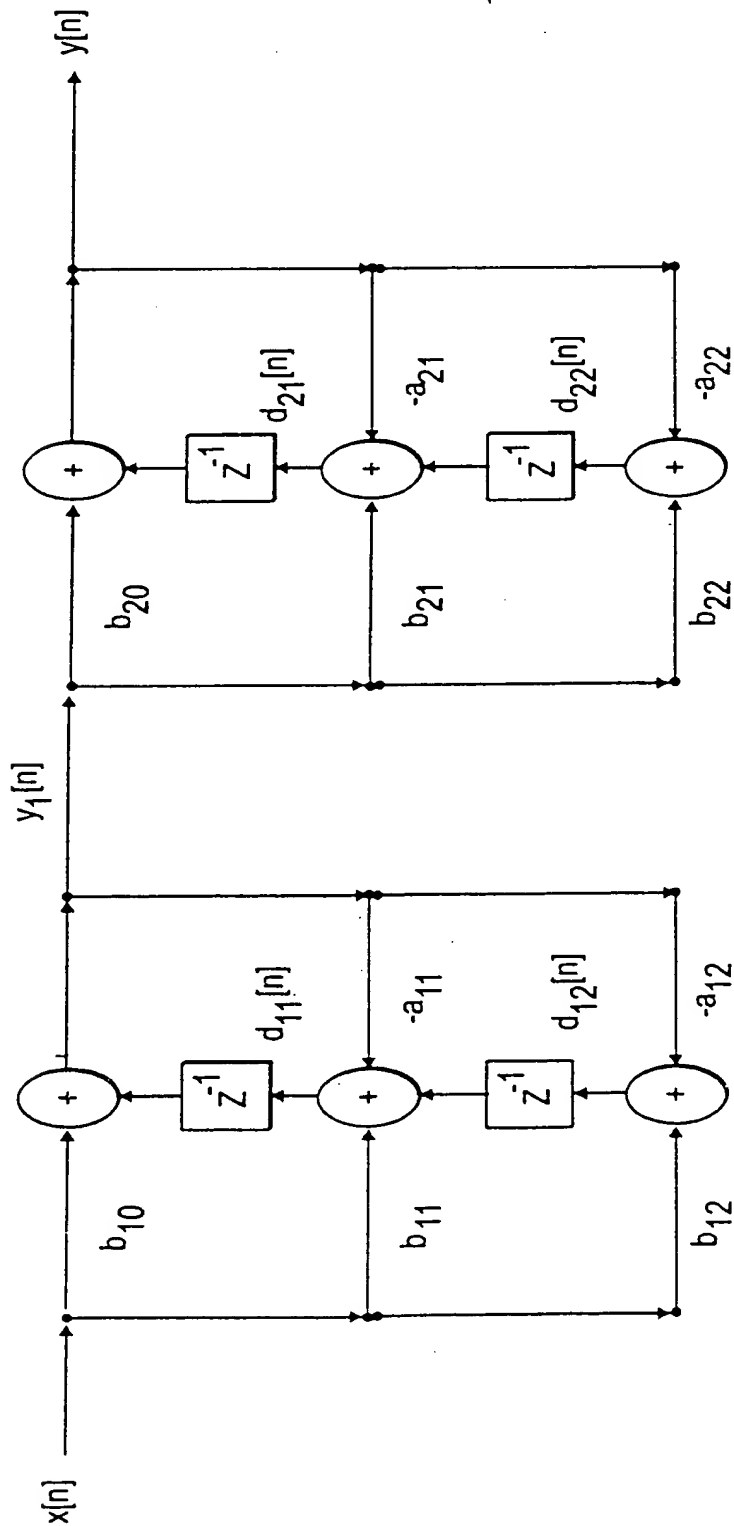 x[n]
b10
b11
b12
+
z-1
+
z-1
+
d11[n]
-a11
d12[n]
-a12
y1[n]
b20
b21
b22
+
z-1
+
z-1
+
d21[n]
-a21
d22[n]
-a22
y[n]